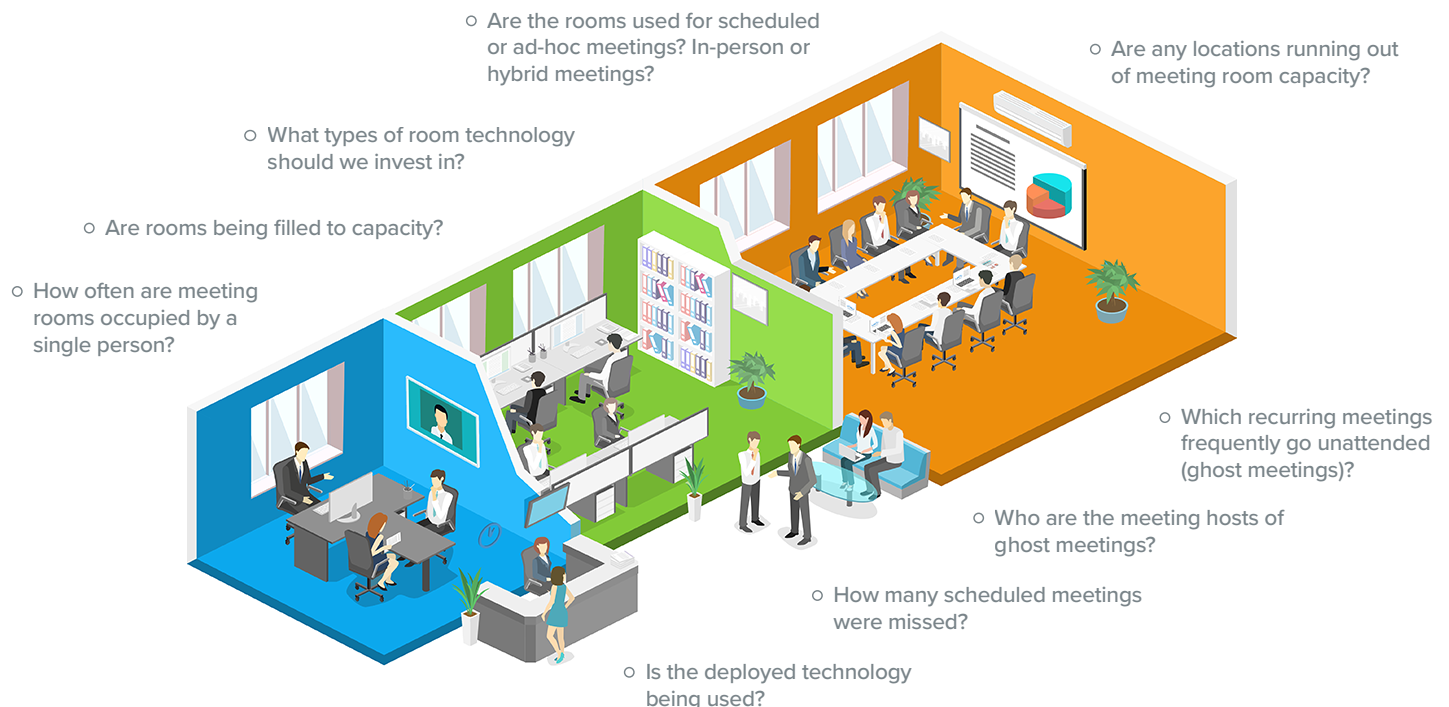 Are the rooms used for scheduled
or ad-hoc meetings? In-person or
hybrid meetings?
Are any locations running out
of meeting room capacity?
What types of room technology
should we invest in?
Are rooms being filled to capacity?
How often are meeting
rooms occupied by a
single person?
Which recurring meetings
frequently go unattended
(ghost meetings)?
Who are the meeting hosts of
ghost meetings?
How many scheduled meetings
were missed?
Is the deployed technology
being used?